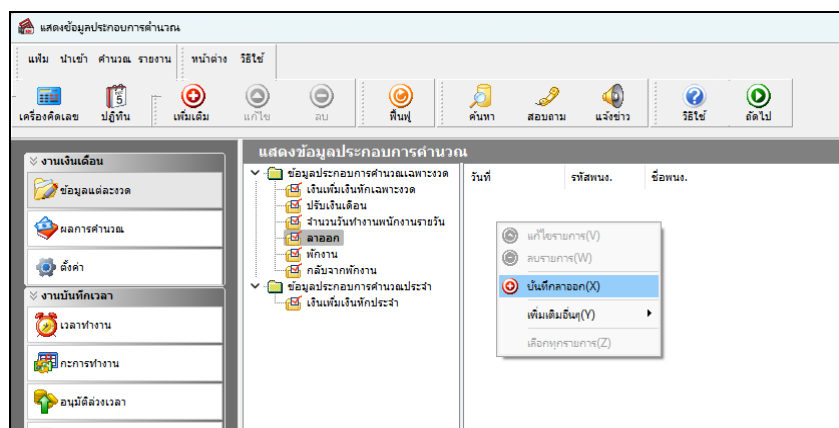 แสดงข้อมูลประกอบการคำนวณ
แฟ้ม นำเข้า คำนวณ รายงาน หน้าต่าง วิธีใช้
เครื่องคิดเลข ปฏิทิน เพิ่มเติม แก้ไข ลบ ฟื้นฟู ค้นหา สอบถาม แจ้งข่าว วิธีใช้ ถัดไป
งานเงินเดือน
ข้อมูลแต่ละงวด
ผลการคำนวณ
ตั้งค่า
งานบันทึกเวลา
เวลาทำงาน
กะการทำงาน
อนุมัติล่วงเวลา
แสดงข้อมูลประกอบการคำนวณ
ข้อมูลประกอบการคำนวณเฉพาะงวด
เงินเพิ่มเงินหักเฉพาะงวด
ปรับเงินเดือน
จำนวนวันทำงานพนักงานรายวัน
ลาออก
พักงาน
กลับจากพักงาน
ข้อมูลประกอบการคำนวณประจำ
เงินเพิ่มเงินหักประจำ
วันที่ รหัสพนง. ชื่อพนง.
แก้ไขรายการ(V)
ลบรายการ(W)
บันทึกลาออก(X)
เพิ่มเติมอื่นๆ(Y)
เลือกทุกรายการ(Z)